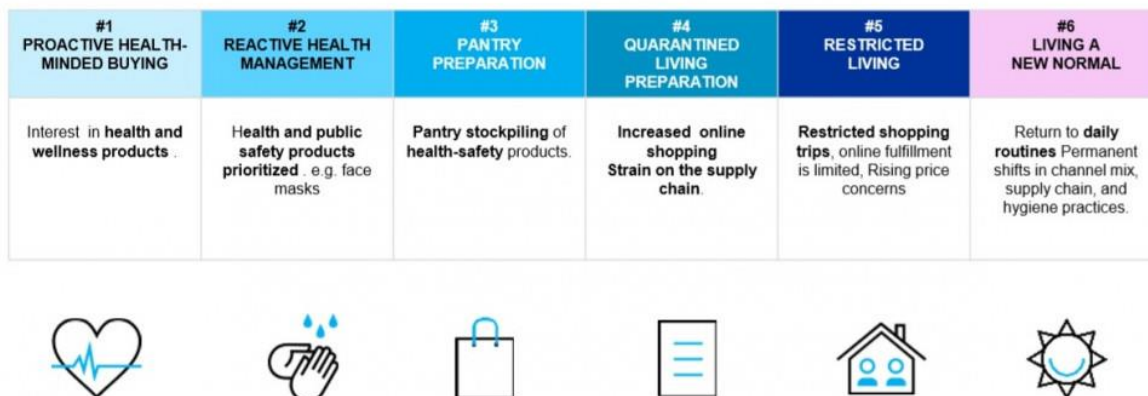 #1
PROACTIVE HEALTH-
MINDED BUYING
Interest in health and
wellness products .
#2
REACTIVE HEALTH
MANAGEMENT
Health and public
safety products
prioritized . e.g. face
masks
#3
PANTRY
PREPARATION
Pantry stockpiling of
health-safety products.
#4
QUARANTINED
LIVING
PREPARATION
Increased online
shopping
Strain on the supply
chain.
#5
RESTRICTED
LIVING
Restricted shopping
trips, online fulfillment
is limited, Rising price
concerns
#6
LIVING A
NEW NORMAL
Return to daily
routines Permanent
shifts in channel mix,
supply chain, and
hygiene practices.